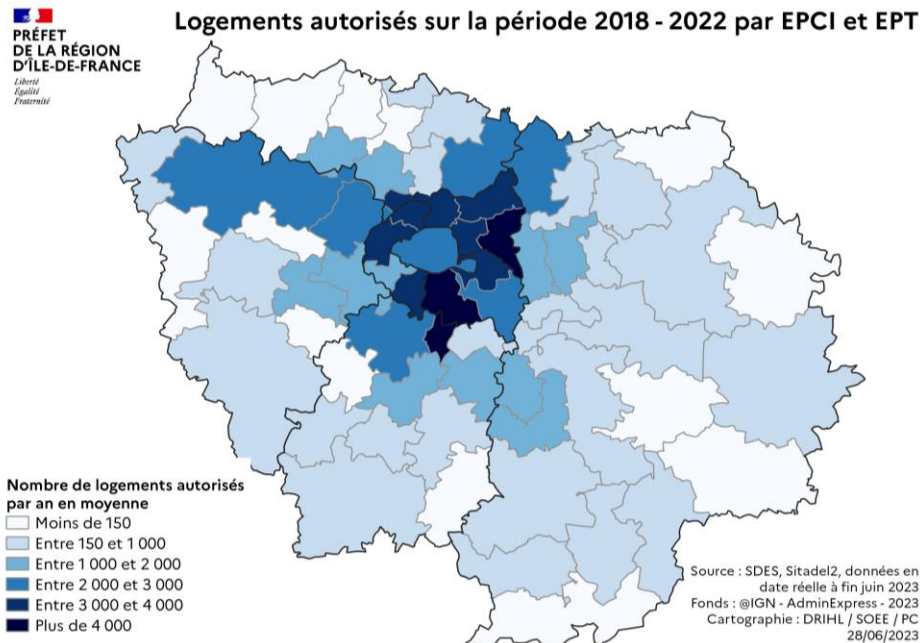 Logements autorisés sur la période 2018 - 2022 par EPCI et EPT
PRÉFET
DE LA RÉGION
D'ÎLE-DE-FRANCE
Liberté
Égalité
Fraternité
Nombre de logements autorisés
par an en moyenne
Moins de 150
Entre 150 et 1 000
Entre 1 000 et 2 000
Entre 2 000 et 3 000
Entre 3 000 et 4 000
Plus de 4 000
Source : SDES, Sitadel2, données en
date réelle à fin juin 2023
Fonds : @IGN - AdminExpress - 2023
Cartographie : DRIHL / SOEE / PC
28/06/2023